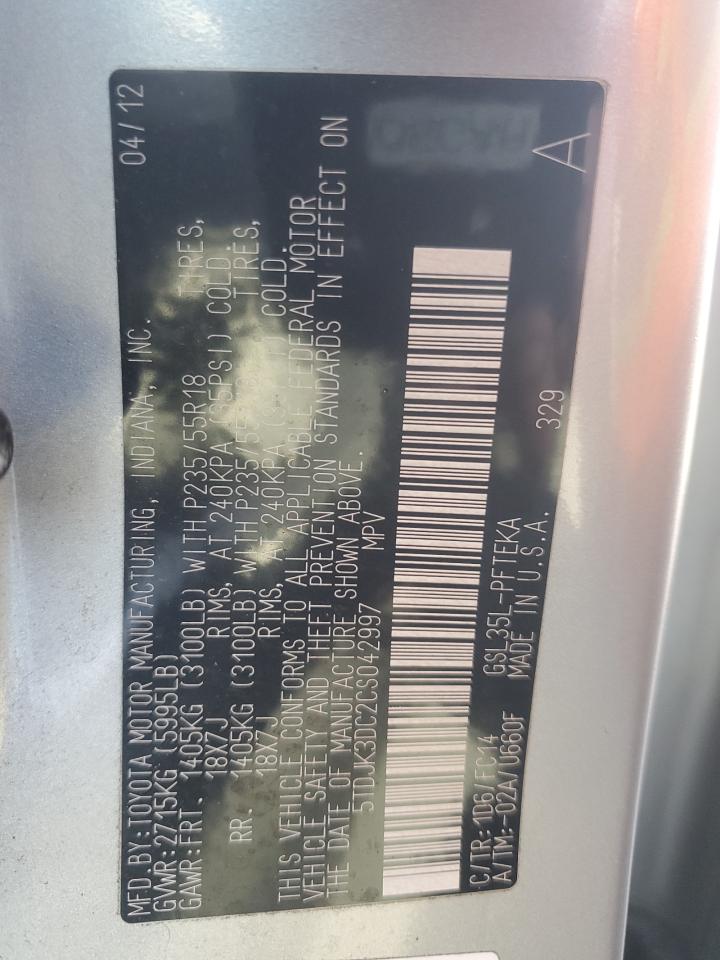 MFD.BY:TOYOTA MOTOR MANUFACTURING, INDIANA, INC. 04/12
GVWR:2715KG (5995LB)
GAWR:FRT. 1405KG (3100LB) WITH P235/55R18 TIRES,
18X7J RIMS, AT 240KPA (35PSI) COLD.
RR. 1405KG (3100LB) WITH P235/55 TIRES,
18X7J RIMS, AT 240KPA COLD.
THIS VEHICLE CONFORMS TO ALL APPLICABLE FEDERAL MOTOR
VEHICLE SAFETY AND THEFT PREVENTION STANDARDS IN EFFECT ON
THE DATE OF MANUFACTURE SHOWN ABOVE.
5TDJK3DC2CS042997 MPV
C/TR:1D6/FC14 GSL35L-PFTEKA
A/TM:-02A/U660F MADE IN U.S.A. 329 A